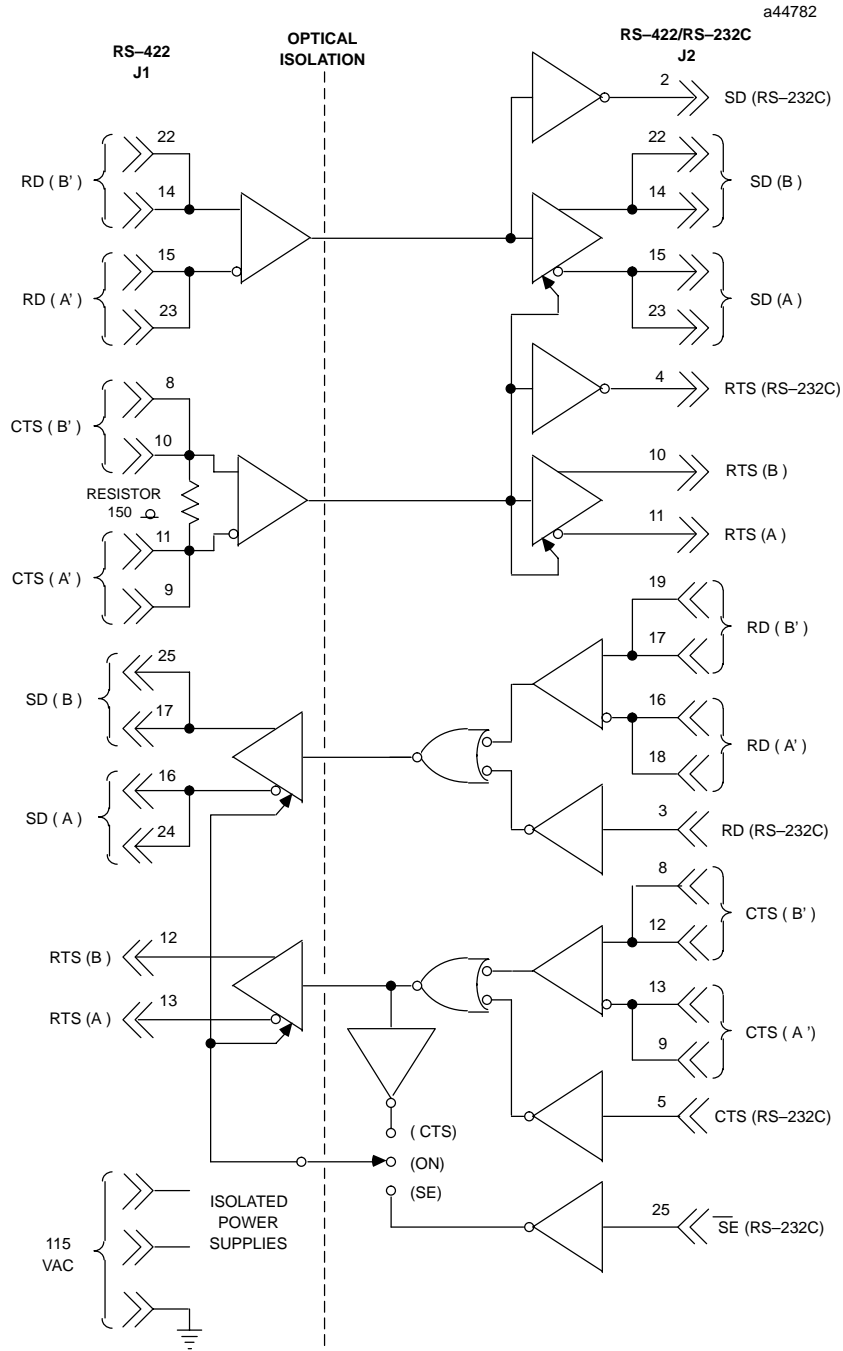 a44782
RS–422
J1
OPTICAL
ISOLATION
RS–422/RS–232C
J2
2
SD (RS–232C)
22
RD ( B' )
14
15
RD ( A' )
23
22
SD (B )
14
15
SD (A )
23
8
CTS ( B' )
10
RESISTOR
150
11
CTS ( A' )
9
4
RTS (RS–232C)
10
RTS (B )
11
RTS (A )
25
SD ( B )
17
16
SD ( A )
24
19
RD ( B' )
17
16
RD ( A' )
18
3
RD (RS–232C)
12
RTS (B )
13
RTS (A )
8
CTS ( B' )
12
13
CTS ( A' )
9
5
CTS (RS–232C)
( CTS)
(ON)
(SE)
25
SE (RS–232C)
115
VAC
ISOLATED
POWER
SUPPLIES